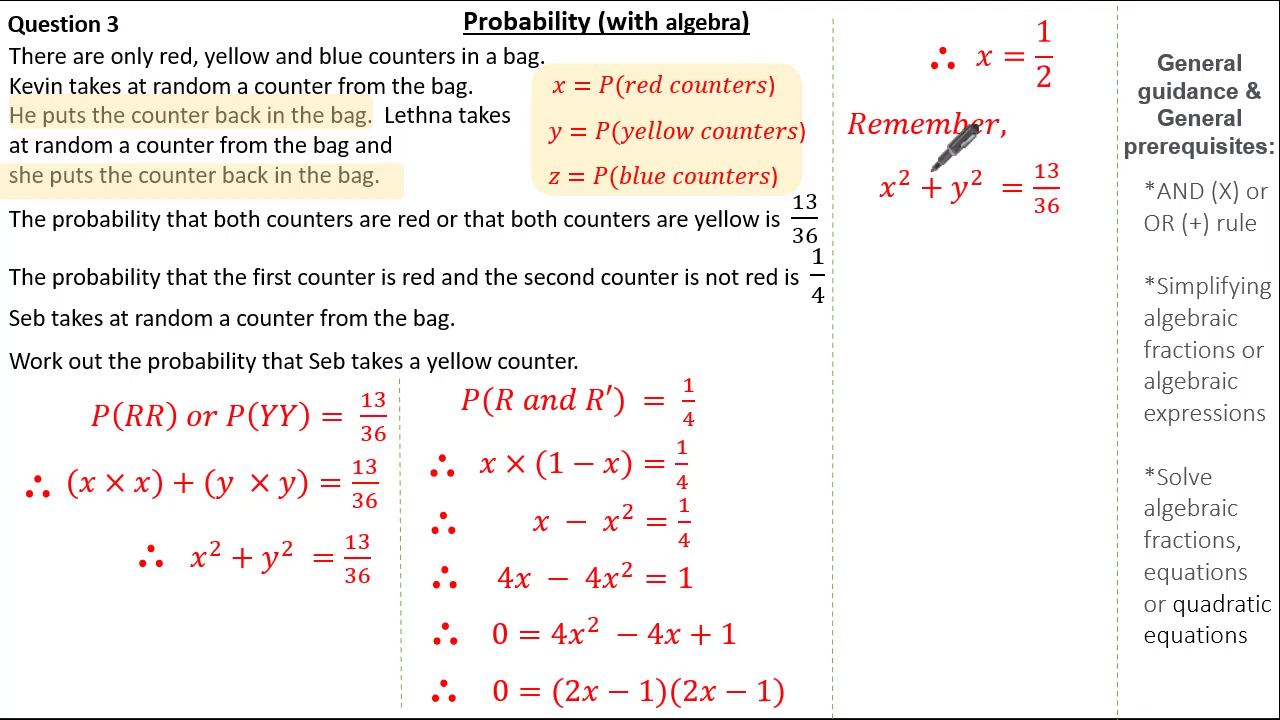 Question 3
Probability (with algebra)
There are only red, yellow and blue counters in a bag.
Kevin takes at random a counter from the bag.
He puts the counter back in the bag. Lethna takes
at random a counter from the bag and
she puts the counter back in the bag.
x = P(red counters)
y = P(yellow counters)
z = P(blue counters)
The probability that both counters are red or that both counters are yellow is 13/36
The probability that the first counter is red and the second counter is not red is 1/4
Seb takes at random a counter from the bag.
Work out the probability that Seb takes a yellow counter.
P(RR) or P(YY) = 13/36
∴ (x × x) + (y × y) = 13/36
∴ x² + y² = 13/36
P(R and R′) = 1/4
∴ x × (1 − x) = 1/4
∴ x − x² = 1/4
∴ 4x − 4x² = 1
∴ 0 = 4x² − 4x + 1
∴ 0 = (2x − 1)(2x − 1)
∴ x = 1/2
Remember,
x² + y² = 13/36
General
guidance &
General
prerequisites:
*AND (X) or
OR (+) rule
*Simplifying
algebraic
fractions or
algebraic
expressions
*Solve
algebraic
fractions,
equations
or quadratic
equations